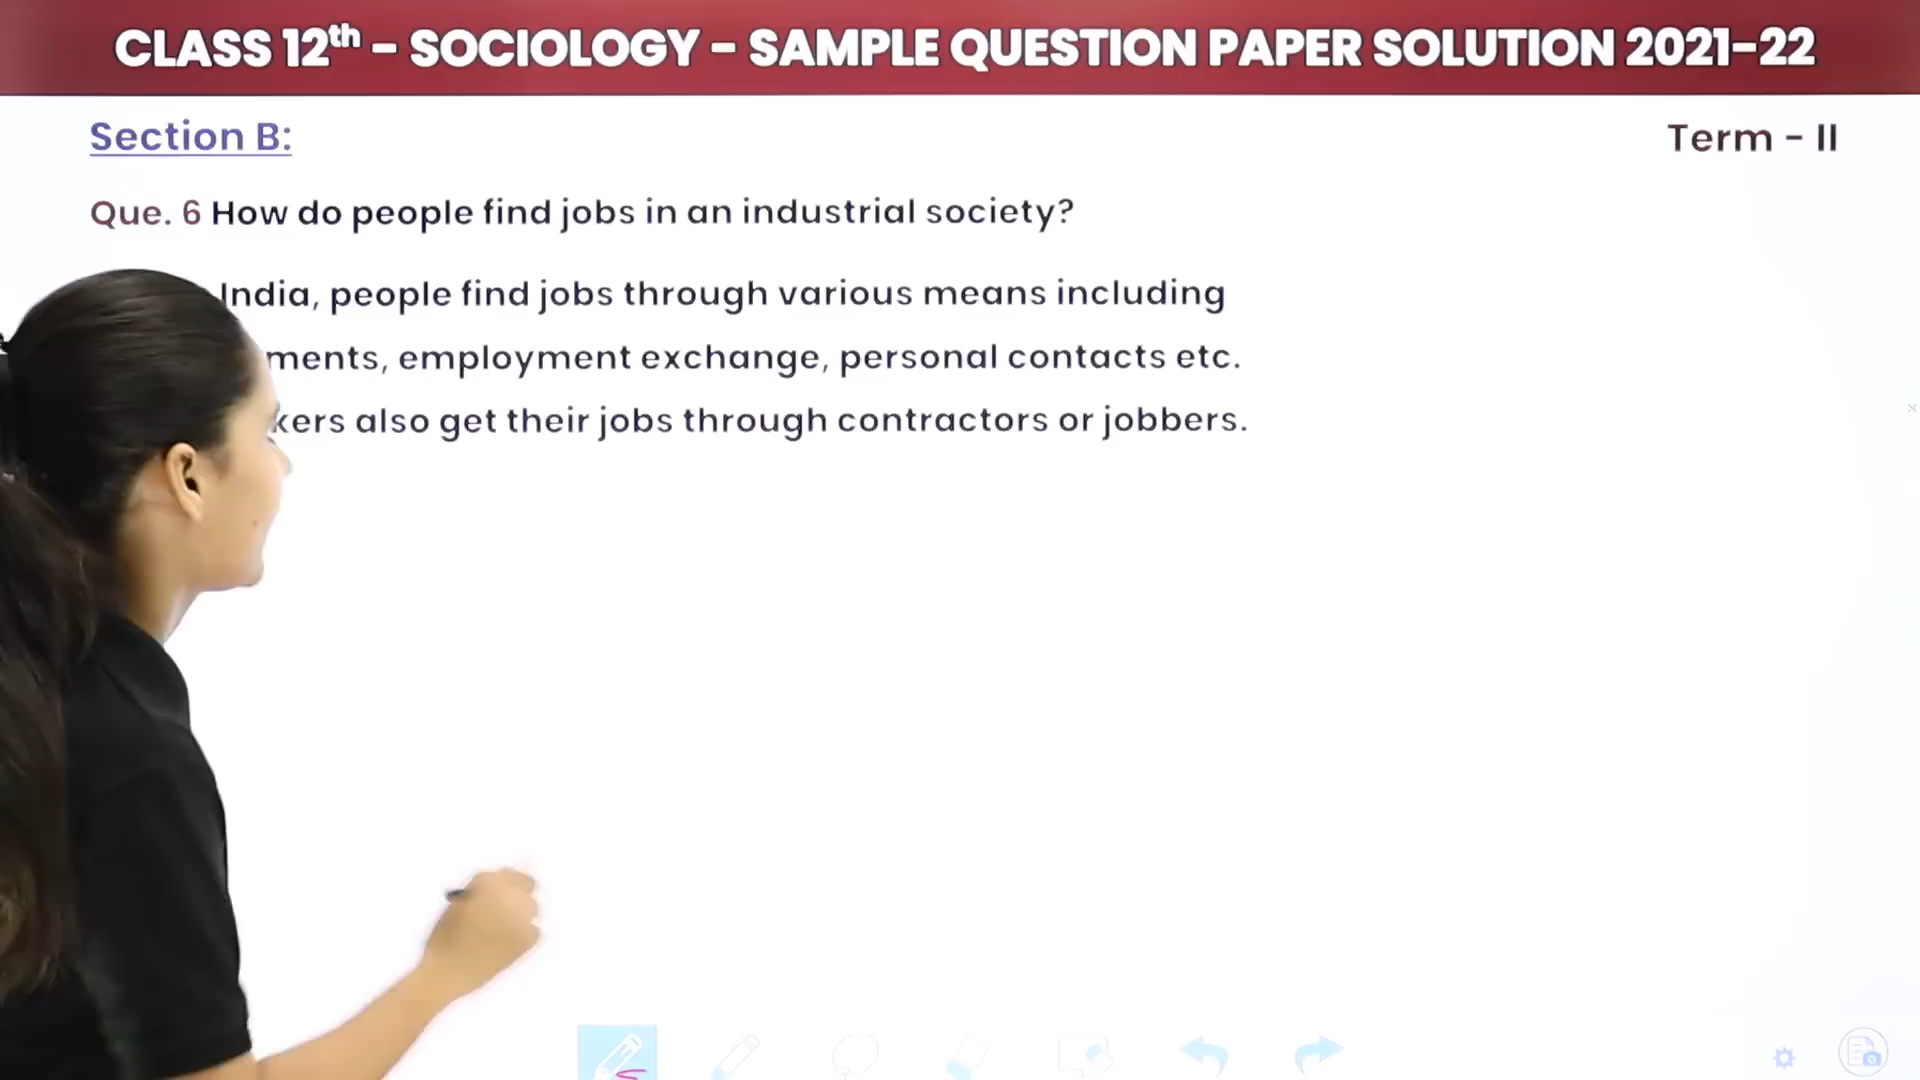 CLASS 12th - SOCIOLOGY - SAMPLE QUESTION PAPER SOLUTION 2021-22
Section B:
Term - II
Que. 6 How do people find jobs in an industrial society?
India, people find jobs through various means including
ments, employment exchange, personal contacts etc.
kers also get their jobs through contractors or jobbers.